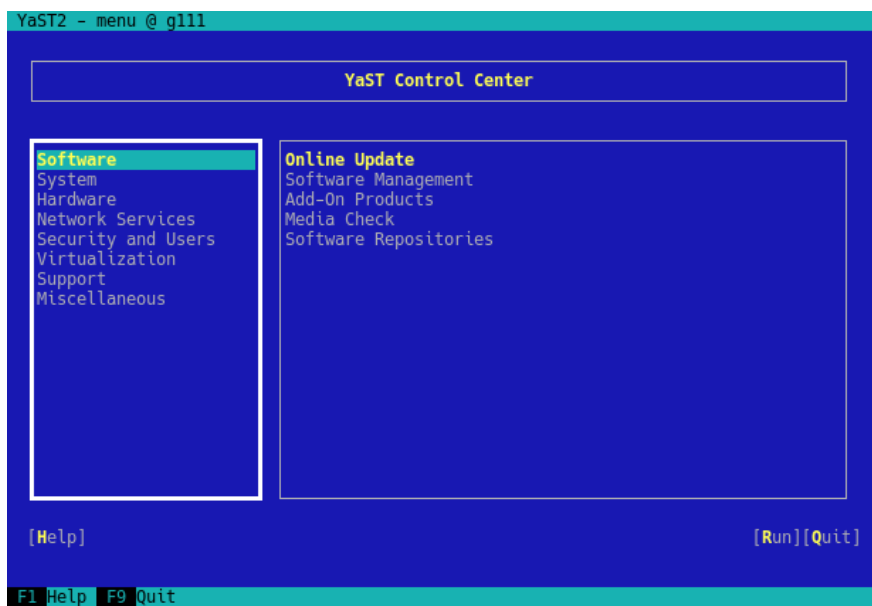 YaST2 - menu @ g111
YaST Control Center
Software
System
Hardware
Network Services
Security and Users
Virtualization
Support
Miscellaneous
Online Update
Software Management
Add-On Products
Media Check
Software Repositories
[Help]
[Run][Quit]
F1 Help F9 Quit